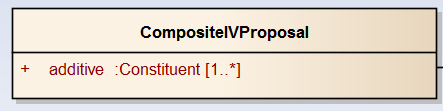 CompositeIVProposal
+ additive :Constituent [1..*]